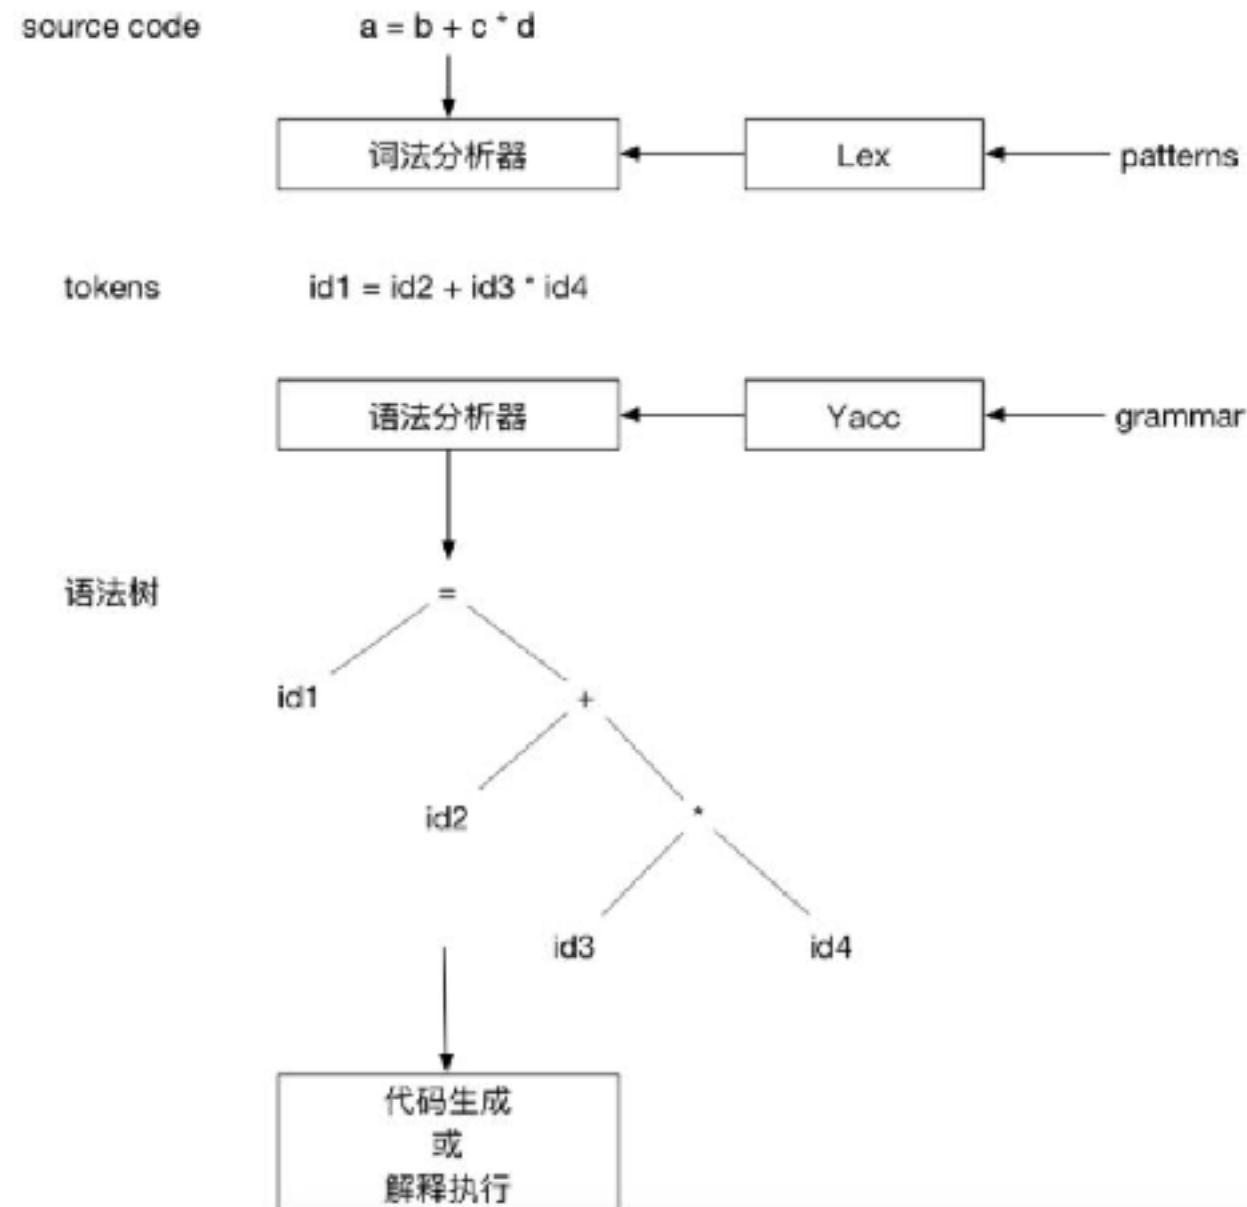 source code
a = b + c * d
词法分析器
Lex
patterns
tokens
id1 = id2 + id3 * id4
语法分析器
Yacc
grammar
语法树
=
id1
+
id2
*
id3
id4
代码生成
或
解释执行